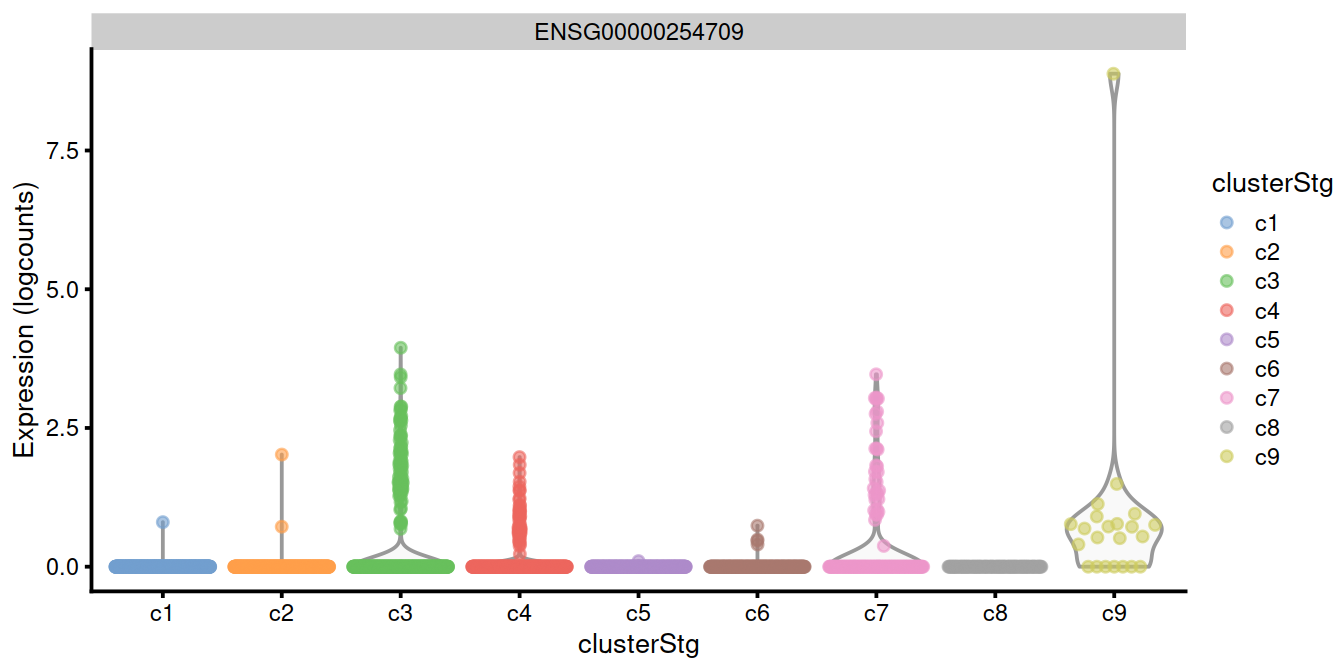 ENSG00000254709
Expression (logcounts)
7.5
5.0
2.5
0.0
c1 c2 c3 c4 c5 c6 c7 c8 c9
clusterStg
clusterStg
c1
c2
c3
c4
c5
c6
c7
c8
c9